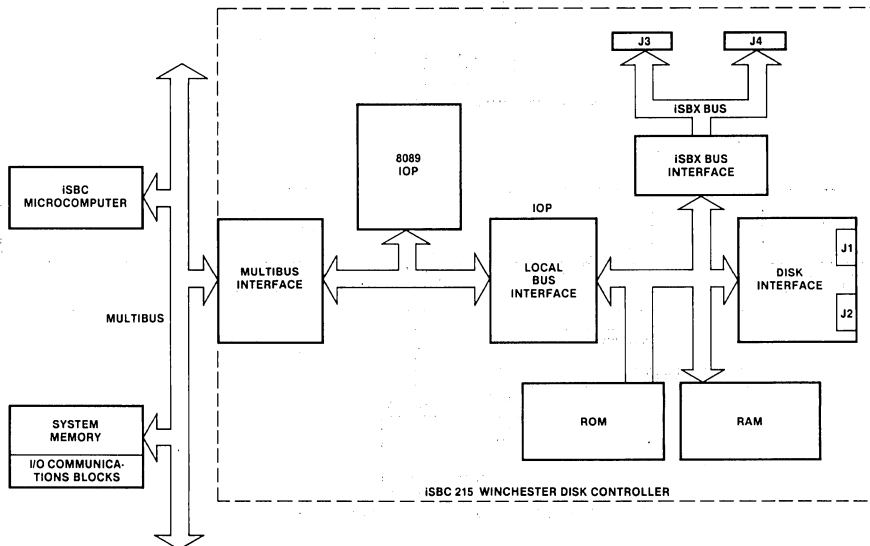 J3
J4
iSBX BUS
8089
IOP
iSBX BUS
INTERFACE
iSBC
MICROCOMPUTER
IOP
MULTIBUS
INTERFACE
LOCAL
BUS
INTERFACE
DISK
INTERFACE
J1
J2
MULTIBUS
SYSTEM
MEMORY
I/O COMMUNICA-
TIONS BLOCKS
ROM
RAM
iSBC 215 WINCHESTER DISK CONTROLLER